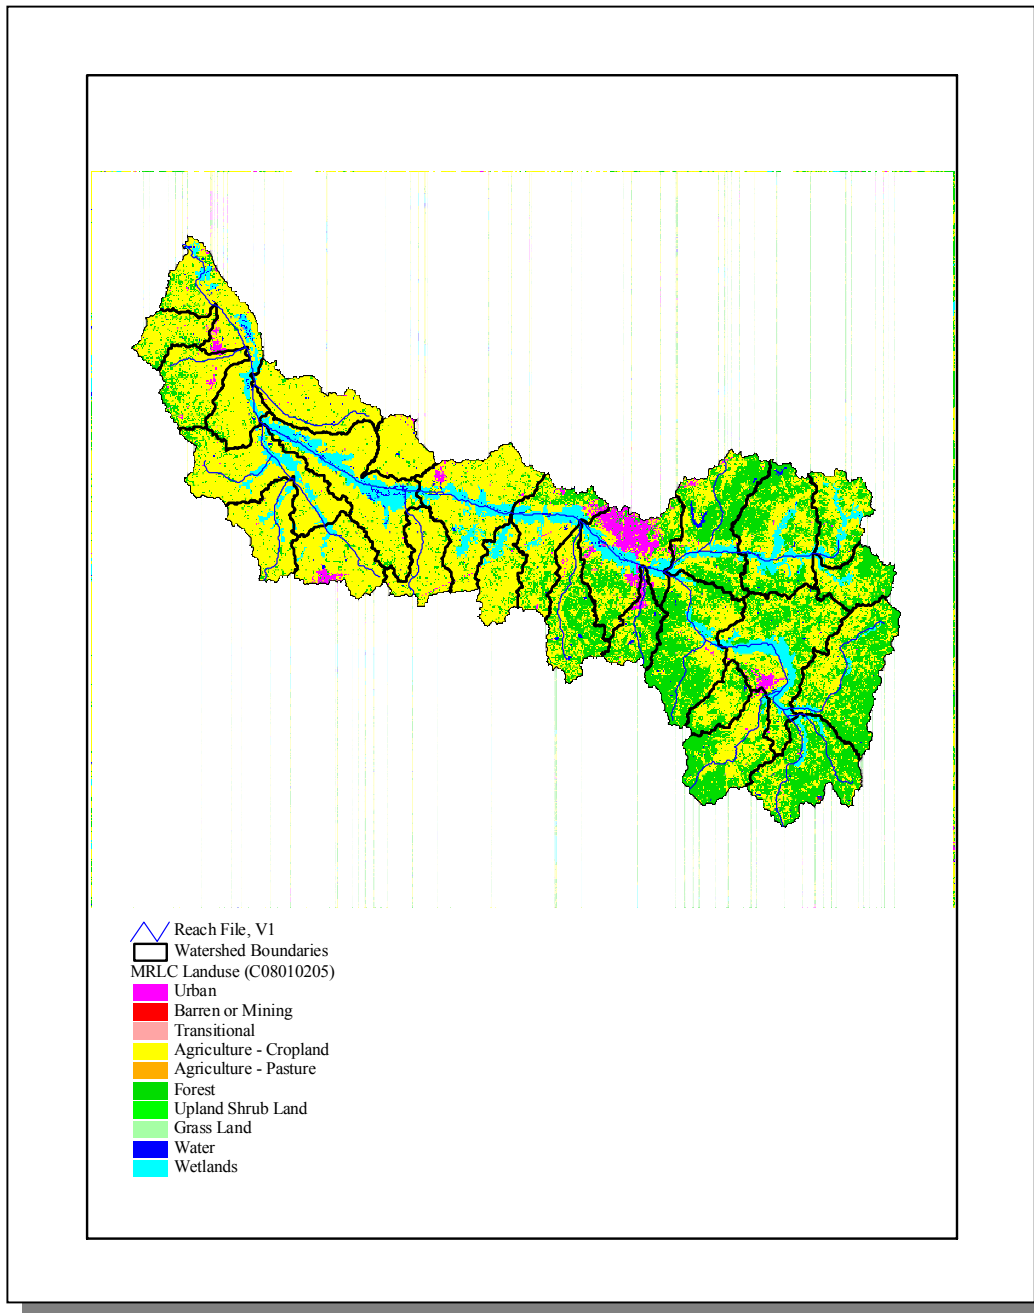 Reach File, V1
Watershed Boundaries
MRLC Landuse (C08010205)
Urban
Barren or Mining
Transitional
Agriculture - Cropland
Agriculture - Pasture
Forest
Upland Shrub Land
Grass Land
Water
Wetlands